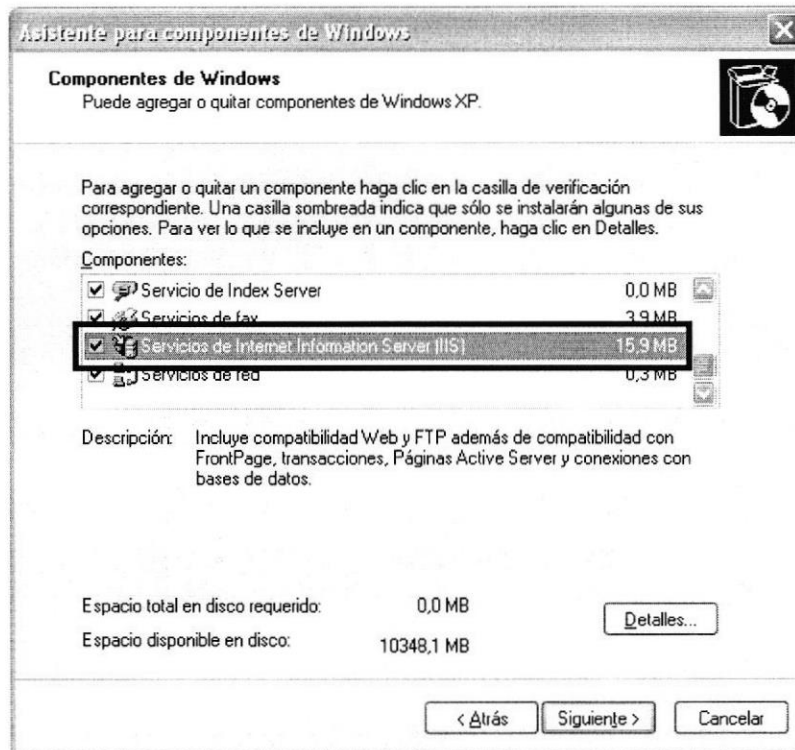 Asistente para componentes de Windows
Componentes de Windows
Puede agregar o quitar componentes de Windows XP.
Para agregar o quitar un componente haga clic en la casilla de verificación
correspondiente. Una casilla sombreada indica que sólo se instalarán algunas de sus
opciones. Para ver lo que se incluye en un componente, haga clic en Detalles.
Componentes:
Servicio de Index Server 0,0 MB
Servicios de fax 3,9 MB
Servicios de Internet Information Server (IIS) 15,9 MB
Servicios de red 0,3 MB
Descripción: Incluye compatibilidad Web y FTP además de compatibilidad con
FrontPage, transacciones, Páginas Active Server y conexiones con
bases de datos.
Espacio total en disco requerido: 0,0 MB
Detalles...
Espacio disponible en disco: 10348,1 MB
< Atrás Siguiente > Cancelar